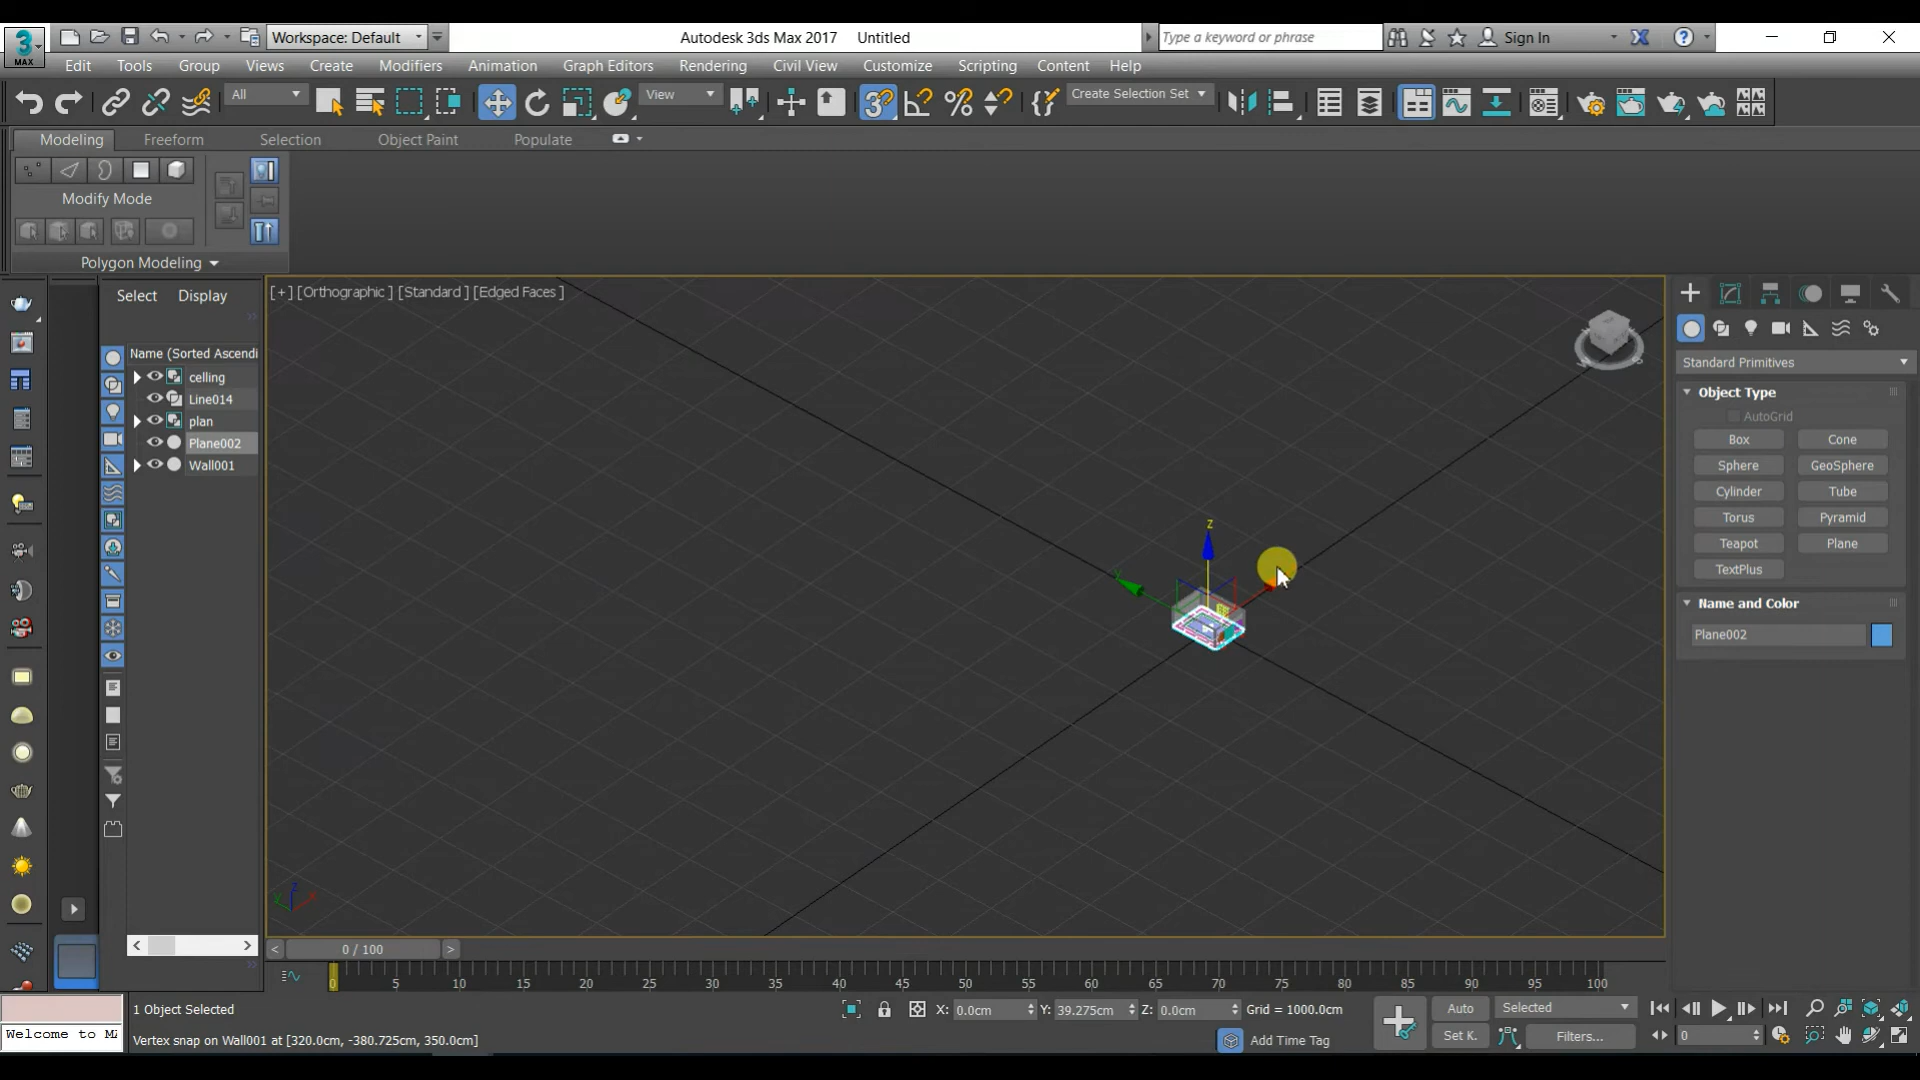 Workspace: Default
Autodesk 3ds Max 2017 Untitled
Type a keyword or phrase
Sign In
3
MAX
Edit Tools Group Views Create Modifiers Animation Graph Editors Rendering Civil View Customize Scripting Content Help
All
View
Create Selection Set
Modeling Freeform Selection Object Paint Populate
Modify Mode
Polygon Modeling
Select Display
[ + ] [Orthographic ] [Standard ] [Edged Faces ]
Name (Sorted Ascendi
celling
Line014
plan
Plane002
Wall001
z
y
Standard Primitives
Object Type
AutoGrid
Box Cone
Sphere GeoSphere
Cylinder Tube
Torus Pyramid
Teapot Plane
TextPlus
Name and Color
Plane002
< 0 / 100 >
0 5 10 15 20 25 30 35 40 45 50 55 60 65 70 75 80 85 90 95 100
1 Object Selected
X: 0.0cm Y: 39.275cm Z: 0.0cm Grid = 1000.0cm
Auto Selected
Welcome to M
Vertex snap on Wall001 at [320.0cm, -380.725cm, 350.0cm]
Add Time Tag
Set K. Filters...
0